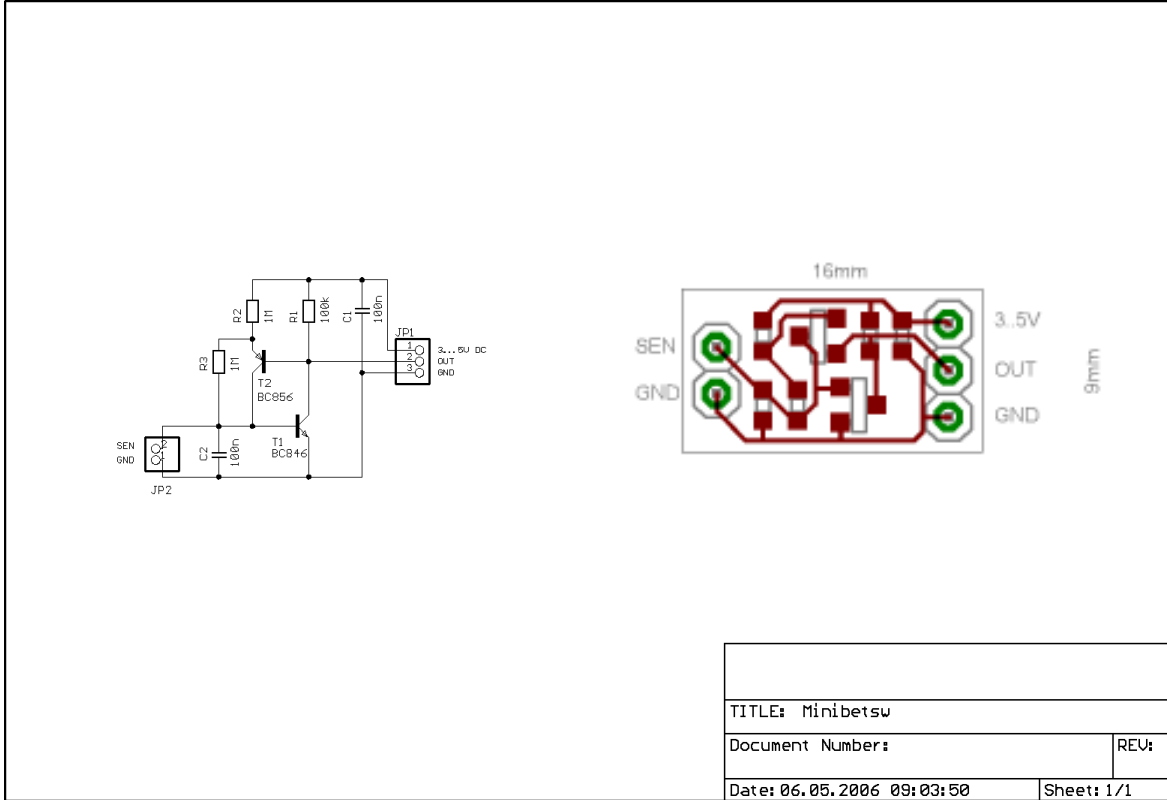 R2
1M
R1
100k
C1
100n
JP1
1
2
3
3...5V DC
OUT
GND
R3
1M
T2
BC856
T1
BC846
C2
100n
SEN
GND
2
1
JP2
16mm
9mm
SEN
GND
3..5V
OUT
GND
TITLE: Minibetsw
Document Number:
REV:
Date: 06.05.2006 09:03:50
Sheet: 1/1